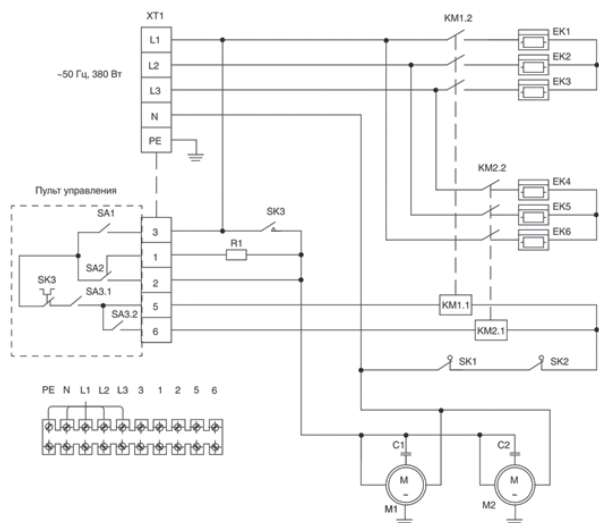 XT1
KM1.2
L1
EK1
L2
EK2
~50 Гц, 380 Вт
L3
EK3
N
KM2.2
PE
EK4
Пульт управления
EK5
SA1
SK3
3
EK6
R1
1
SA2
SK3
SA3.1
2
5
KM1.1
SA3.2
6
KM2.1
SK1
SK2
PE N L1 L2 L3 3 1 2 5 6
C1
C2
M
~
M
~
M1
M2